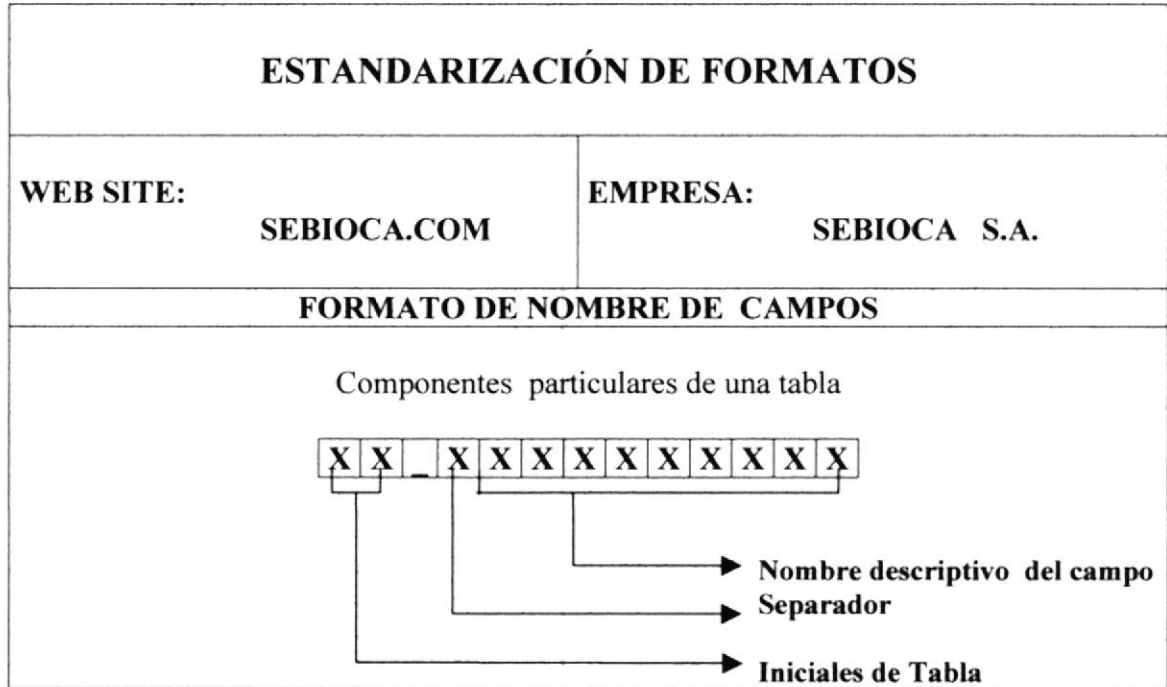 ESTANDARIZACIÓN DE FORMATOS
WEB SITE:
SEBIOCA.COM
EMPRESA:
SEBIOCA S.A.
FORMATO DE NOMBRE DE CAMPOS
Componentes particulares de una tabla
X X _ X X X X X X X X X X
Nombre descriptivo del campo
Separador
Iniciales de Tabla